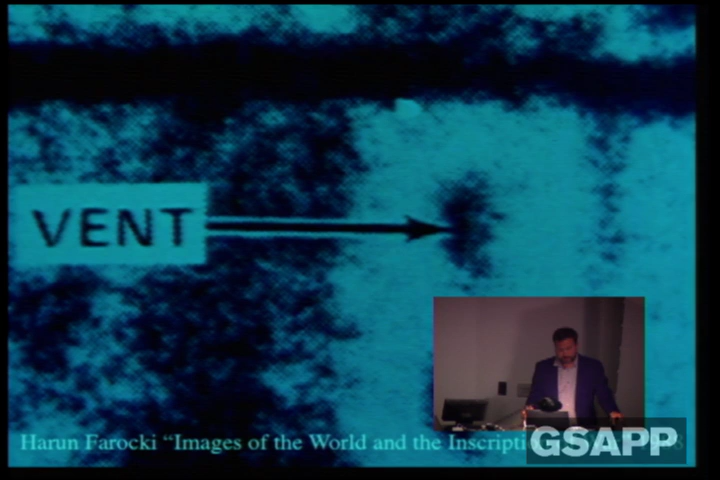 VENT
Harun Farocki “Images of the World and the Inscripti
GSAPP